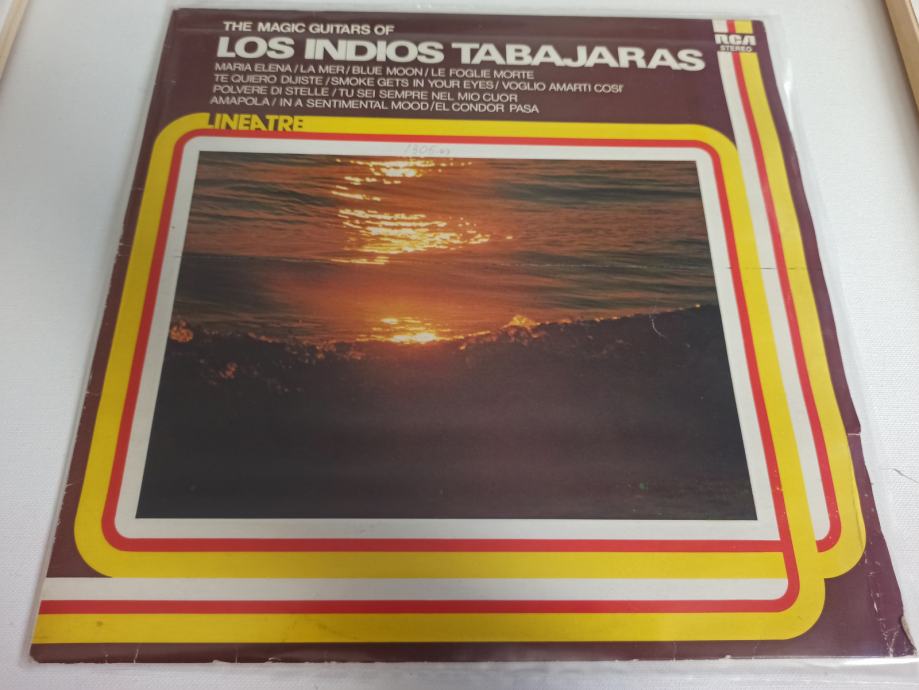 THE MAGIC GUITARS OF
LOS INDIOS TABAJARAS
RCA
STEREO
MARIA ELENA / LA MER / BLUE MOON / LE FOGLIE MORTE
TE QUIERO DIJISTE / SMOKE GETS IN YOUR EYES / VOGLIO AMARTI COSI'
POLVERE DI STELLE / TU SEI SEMPRE NEL MIO CUOR
AMAPOLA / IN A SENTIMENTAL MOOD / EL CONDOR PASA
LINEATRE